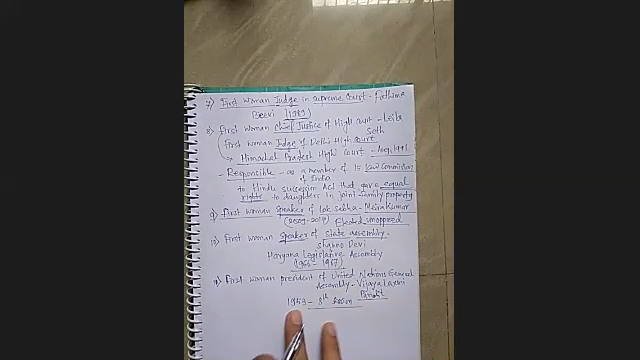 7) First woman Judge in Supreme Court - Fathima
Beevi (1989)
8) First woman Chief Justice of High Court - Leila
Seth
First woman Judge of Delhi High Court
→ Himachal Pradesh High Court - Aug, 1991
- Responsible - as a member of 15 Law Commission
of India
to Hindu succession Act that gave equal
rights to daughters in joint family property
9) First woman Speaker of Lok Sabha - Meira Kumar
(2009-2014) Elected unopposed
10) First woman Speaker of state assembly -
Shanno Devi
Haryana Legislative Assembly
(1966 - 1967)
11) First woman president of United Nations General
Assembly - Vijaya Laxmi
Pandit
1953 - 8th